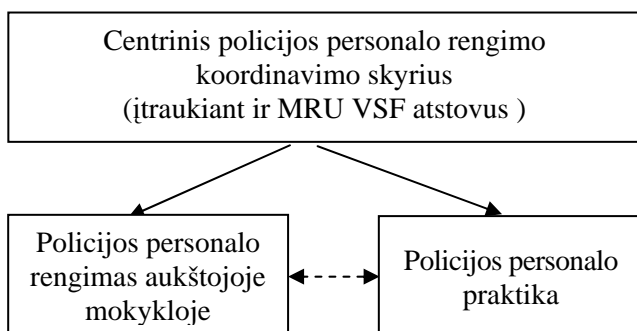 Centrinis policijos personalo rengimo
koordinavimo skyrius
(įtraukiant ir MRU VSF atstovus )
Policijos personalo
rengimas aukštojoje
mokykloje
Policijos personalo
praktika